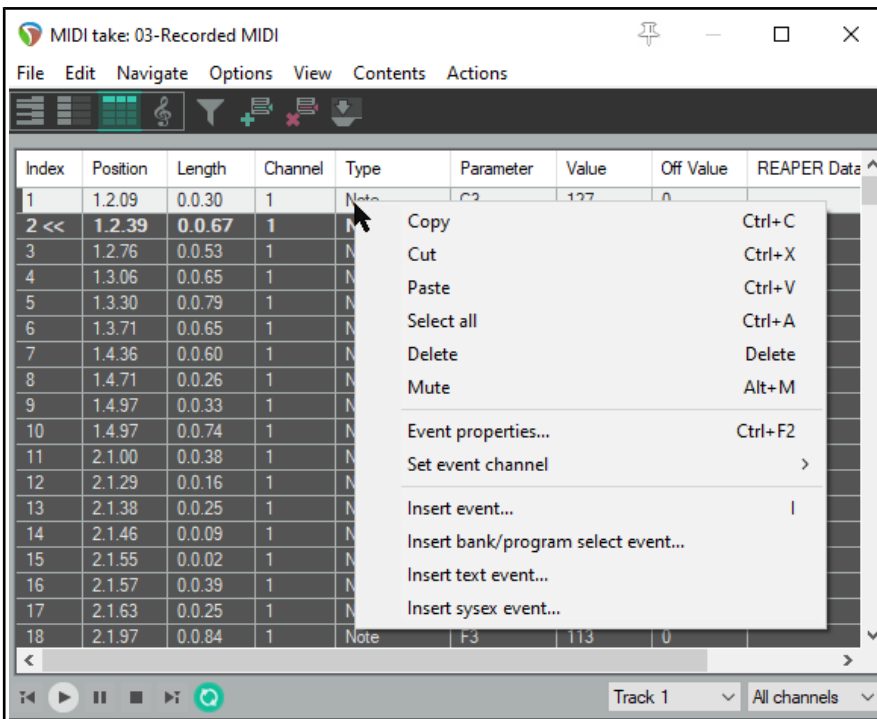 MIDI take: 03-Recorded MIDI
File Edit Navigate Options View Contents Actions
Index Position Length Channel Type Parameter Value Off Value REAPER Data
1 1.2.09 0.0.30 1 Note C3 127 0
2 << 1.2.39 0.0.67 1 N
Copy Ctrl+C
3 1.2.76 0.0.53 1 N
Cut Ctrl+X
4 1.3.06 0.0.65 1 N
Paste Ctrl+V
5 1.3.30 0.0.79 1 N
6 1.3.71 0.0.65 1 N
Select all Ctrl+A
7 1.4.36 0.0.60 1 N
Delete Delete
8 1.4.71 0.0.26 1 N
Mute Alt+M
9 1.4.97 0.0.33 1 N
10 1.4.97 0.0.74 1 N
Event properties... Ctrl+F2
11 2.1.00 0.0.38 1 N
Set event channel >
12 2.1.29 0.0.16 1 N
13 2.1.38 0.0.25 1 N
Insert event... I
14 2.1.46 0.0.09 1 N
Insert bank/program select event...
15 2.1.55 0.0.02 1 N
Insert text event...
16 2.1.57 0.0.39 1 N
17 2.1.63 0.0.25 1 N
Insert sysex event...
18 2.1.97 0.0.84 1 Note F3 113 0
Track 1 All channels